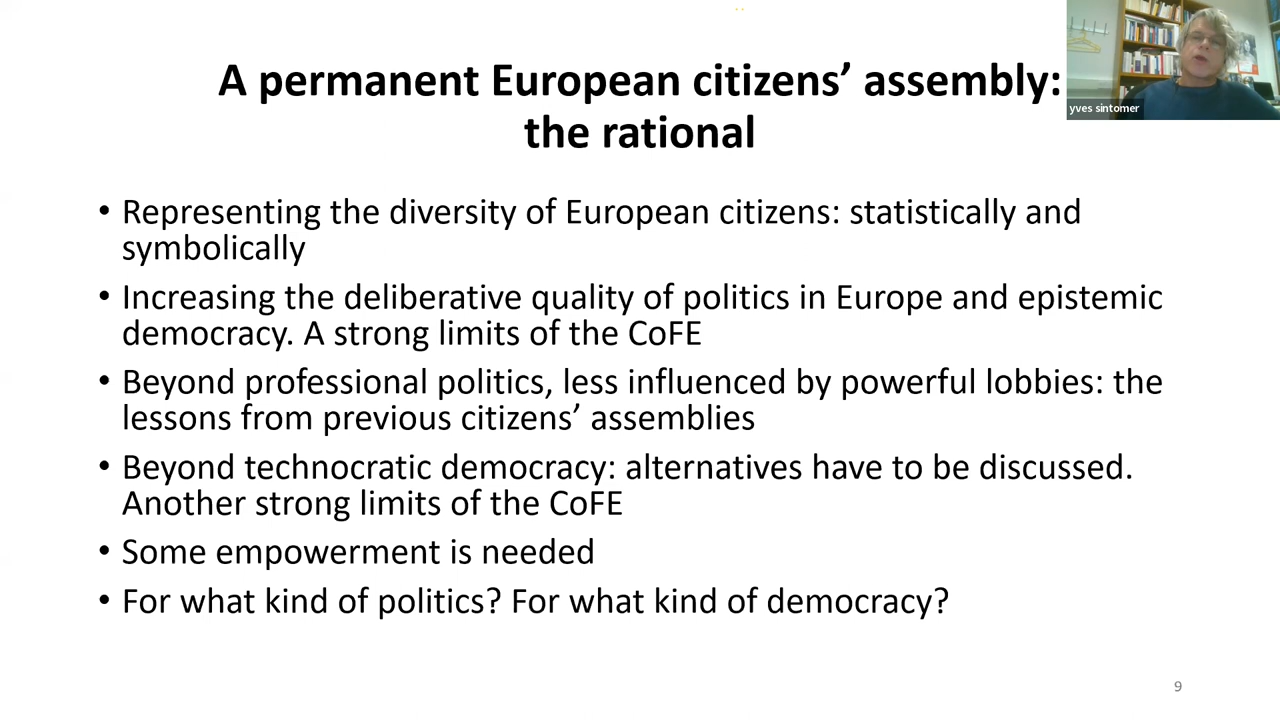 A permanent European citizens’ assembly:
the rational
yves sintomer
• Representing the diversity of European citizens: statistically and
symbolically
• Increasing the deliberative quality of politics in Europe and epistemic
democracy. A strong limits of the CoFE
• Beyond professional politics, less influenced by powerful lobbies: the
lessons from previous citizens’ assemblies
• Beyond technocratic democracy: alternatives have to be discussed.
Another strong limits of the CoFE
• Some empowerment is needed
• For what kind of politics? For what kind of democracy?
9